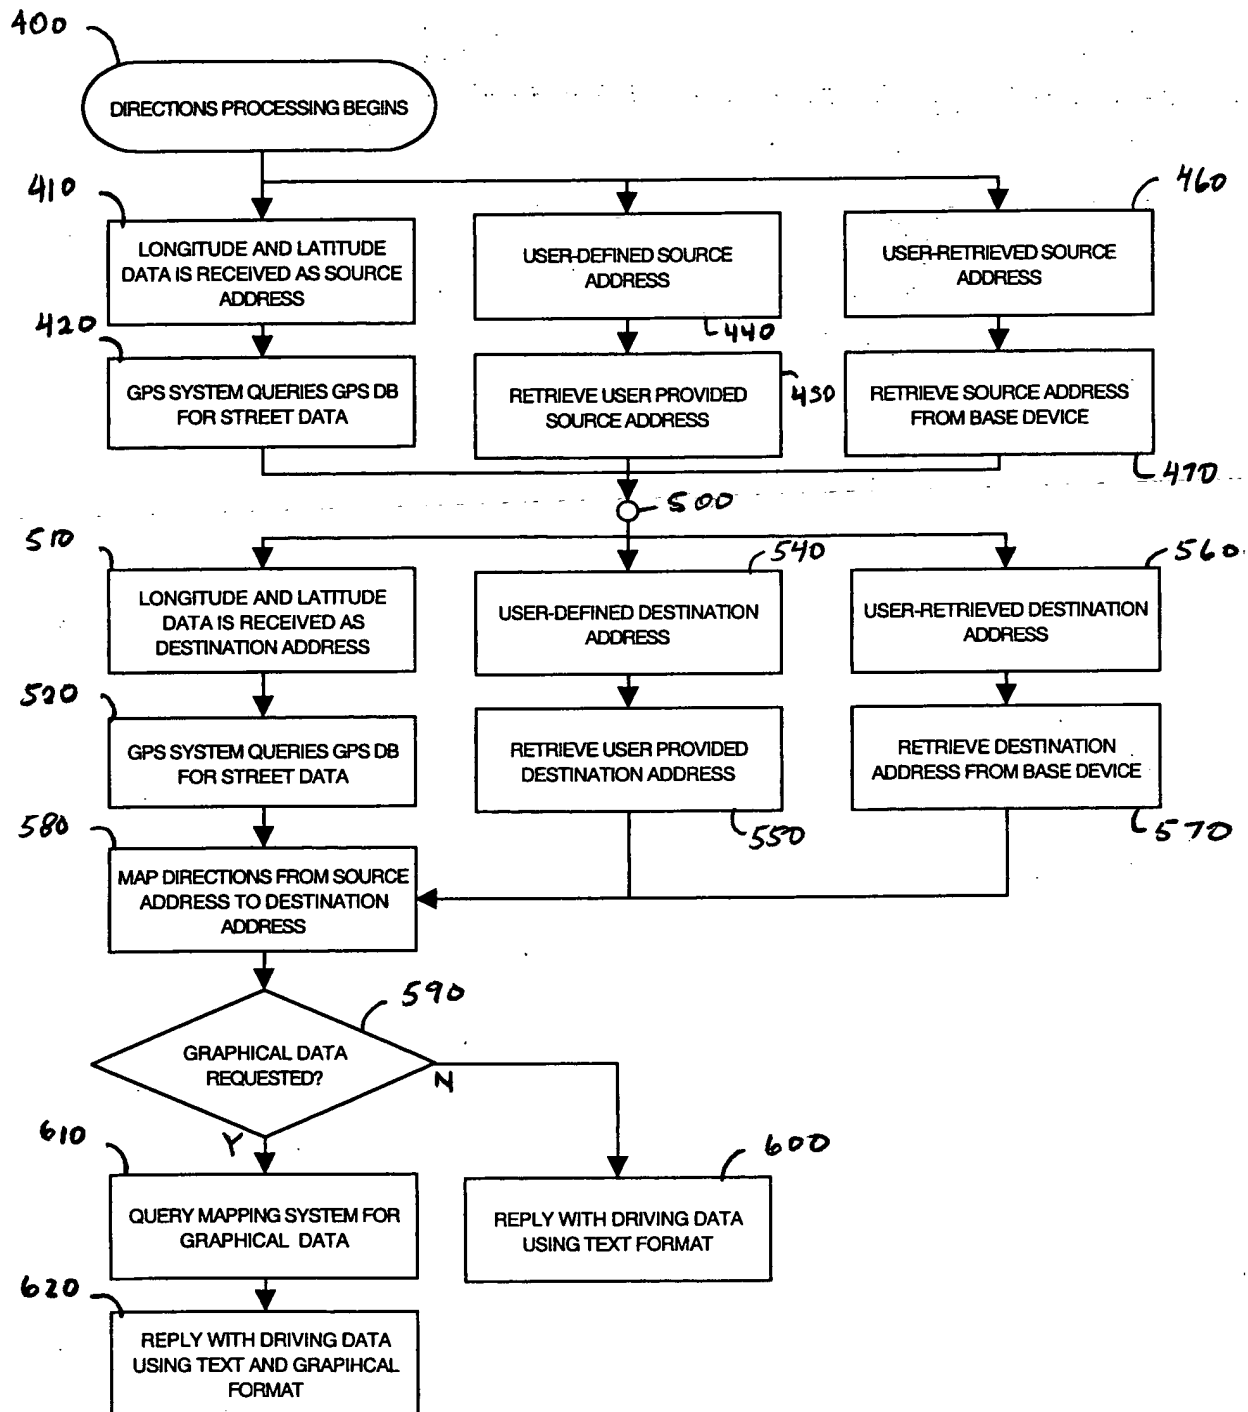 400
DIRECTIONS PROCESSING BEGINS
410
460
LONGITUDE AND LATITUDE
DATA IS RECEIVED AS SOURCE
ADDRESS
USER-DEFINED SOURCE
ADDRESS
USER-RETRIEVED SOURCE
ADDRESS
420
440
GPS SYSTEM QUERIES GPS DB
FOR STREET DATA
RETRIEVE USER PROVIDED
SOURCE ADDRESS
450
RETRIEVE SOURCE ADDRESS
FROM BASE DEVICE
470
500
510
540
560
LONGITUDE AND LATITUDE
DATA IS RECEIVED AS
DESTINATION ADDRESS
USER-DEFINED DESTINATION
ADDRESS
USER-RETRIEVED DESTINATION
ADDRESS
520
GPS SYSTEM QUERIES GPS DB
FOR STREET DATA
RETRIEVE USER PROVIDED
DESTINATION ADDRESS
RETRIEVE DESTINATION
ADDRESS FROM BASE DEVICE
580
550
570
MAP DIRECTIONS FROM SOURCE
ADDRESS TO DESTINATION
ADDRESS
590
GRAPHICAL DATA
REQUESTED?
N
Y
610
600
QUERY MAPPING SYSTEM FOR
GRAPHICAL DATA
REPLY WITH DRIVING DATA
USING TEXT FORMAT
620
REPLY WITH DRIVING DATA
USING TEXT AND GRAPIHCAL
FORMAT